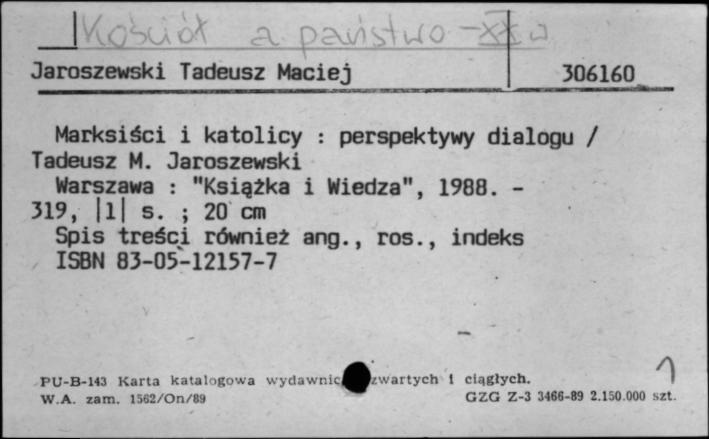 Kościół a państwo - XX w
Jaroszewski Tadeusz Maciej 306160
Marksiści i katolicy : perspektywy dialogu /
Tadeusz M. Jaroszewski
Warszawa : "Książka i Wiedza", 1988. -
319, |1| s. ; 20 cm
Spis treści również ang., ros., indeks
ISBN 83-05-12157-7
PU-B-143 Karta katalogowa wydawnic zwartych i ciągłych.
W.A. zam. 1562/On/89 GZG Z-3 3466-89 2.150.000 szt.